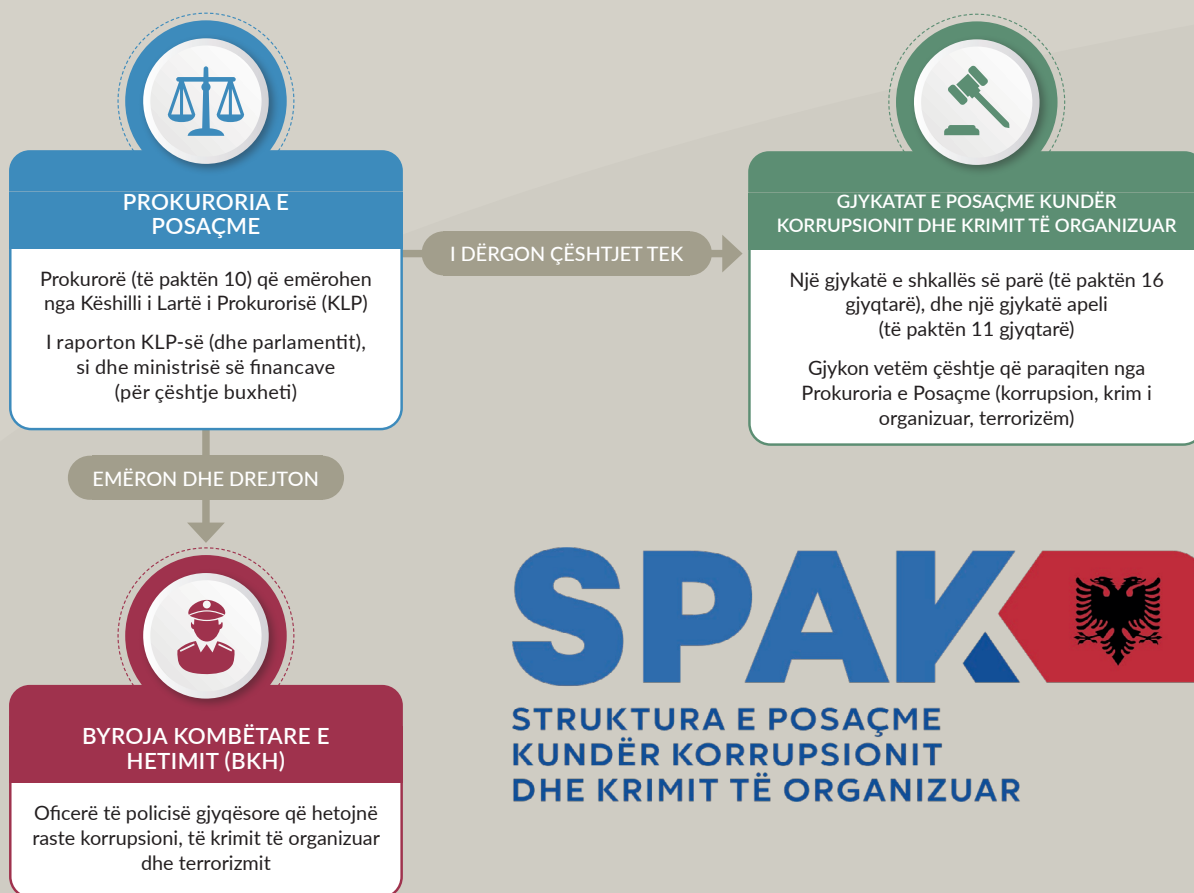 PROKURORIA E
POSAÇME
Prokurorë (të paktën 10) që emërohen
nga Këshilli i Lartë i Prokurorisë (KLP)
I raporton KLP-së (dhe parlamentit),
si dhe ministrisë së financave
(për çështje buxheti)
I DËRGON ÇËSHTJET TEK
GJYKATAT E POSAÇME KUNDËR
KORRUPSIONIT DHE KRIMIT TË ORGANIZUAR
Një gjykatë e shkallës së parë (të paktën 16
gjyqtarë), dhe një gjykatë apeli
(të paktën 11 gjyqtarë)
Gjykon vetëm çështje që paraqiten nga
Prokuroria e Posaçme (korrupsion, krim i
organizuar, terrorizëm)
EMËRON DHE DREJTON
BYROJA KOMBËTARE E
HETIMIT (BKH)
Oficerë të policisë gjyqësore që hetojnë
raste korrupsioni, të krimit të organizuar
dhe terrorizmit
SPAK
STRUKTURA E POSAÇME
KUNDËR KORRUPSIONIT
DHE KRIMIT TË ORGANIZUAR